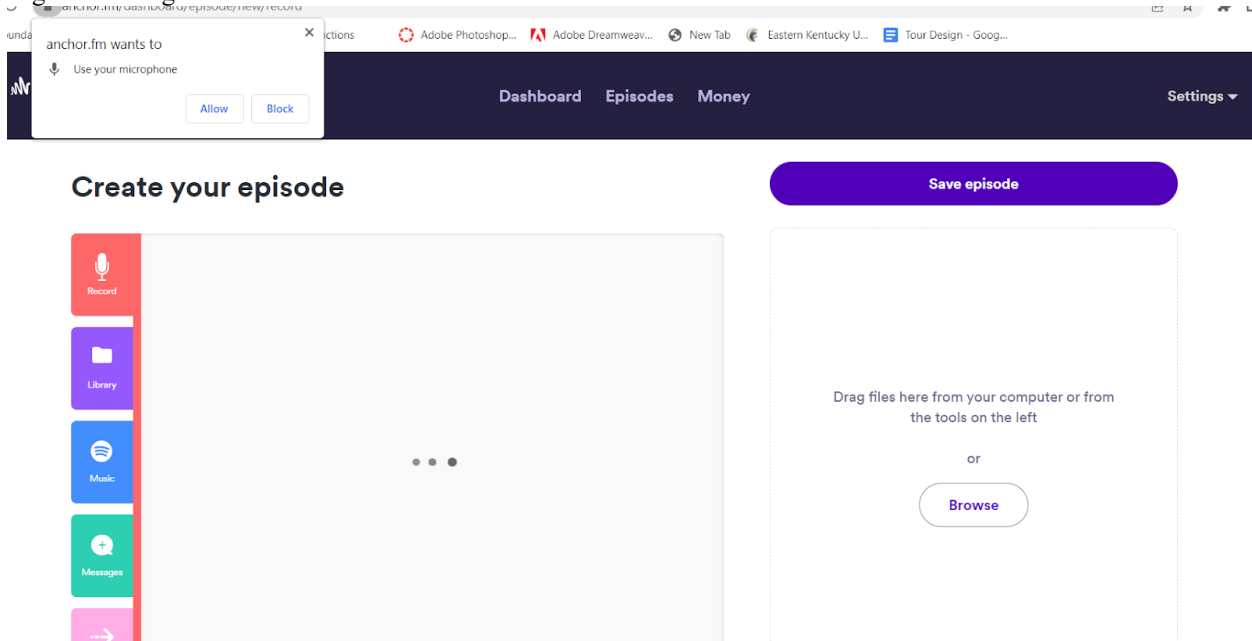 anchor.fm/dashboard/episode/new/record
anchor.fm wants to
Use your microphone
Allow Block
Adobe Photoshop... Adobe Dreamweav... New Tab Eastern Kentucky U... Tour Design - Goog...
Dashboard Episodes Money
Settings
Create your episode
Save episode
Record
Library
Music
Messages
Drag files here from your computer or from
the tools on the left
or
Browse